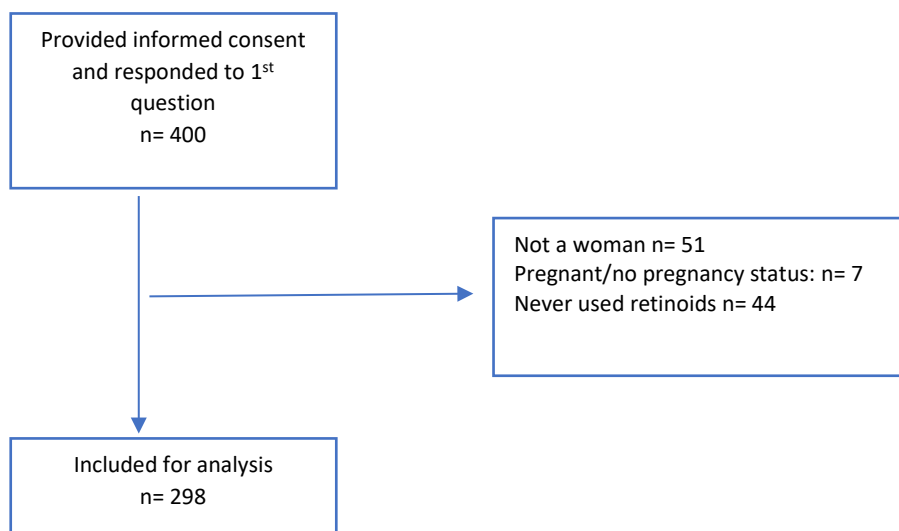 Provided informed consent
and responded to 1st
question
n= 400
Not a woman n= 51
Pregnant/no pregnancy status: n= 7
Never used retinoids n= 44
Included for analysis
n= 298